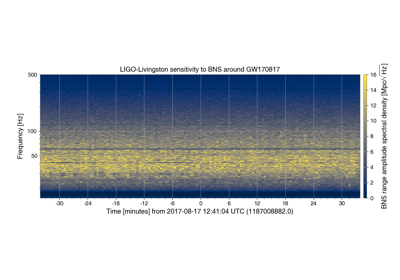 LIGO-Livingston sensitivity to BNS around GW170817
500
100
50
Frequency [Hz]
-30 -24 -18 -12 -6 0 6 12 18 24 30
Time [minutes] from 2017-08-17 12:41:04 UTC (1187008882.0)
16
14
12
10
8
6
4
2
0
BNS range amplitude spectral density [Mpc/√Hz]